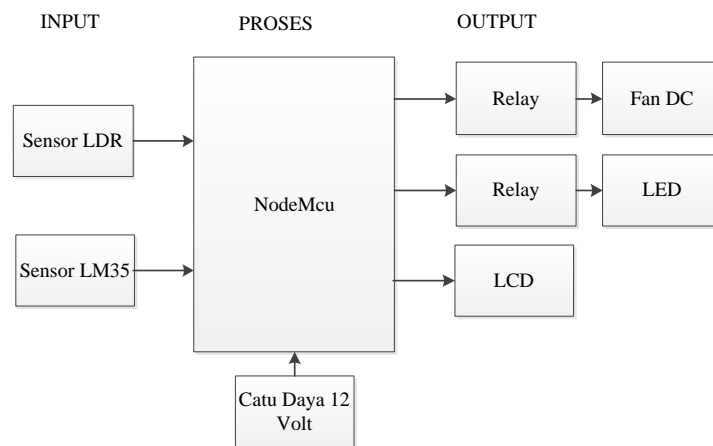 INPUT
PROSES
OUTPUT
Sensor LDR
Sensor LM35
NodeMcu
Catu Daya 12
Volt
Relay
Fan DC
Relay
LED
LCD